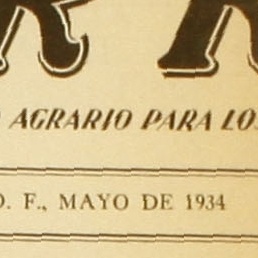 AGRARIO PARA LO
D. F., MAYO DE 1934